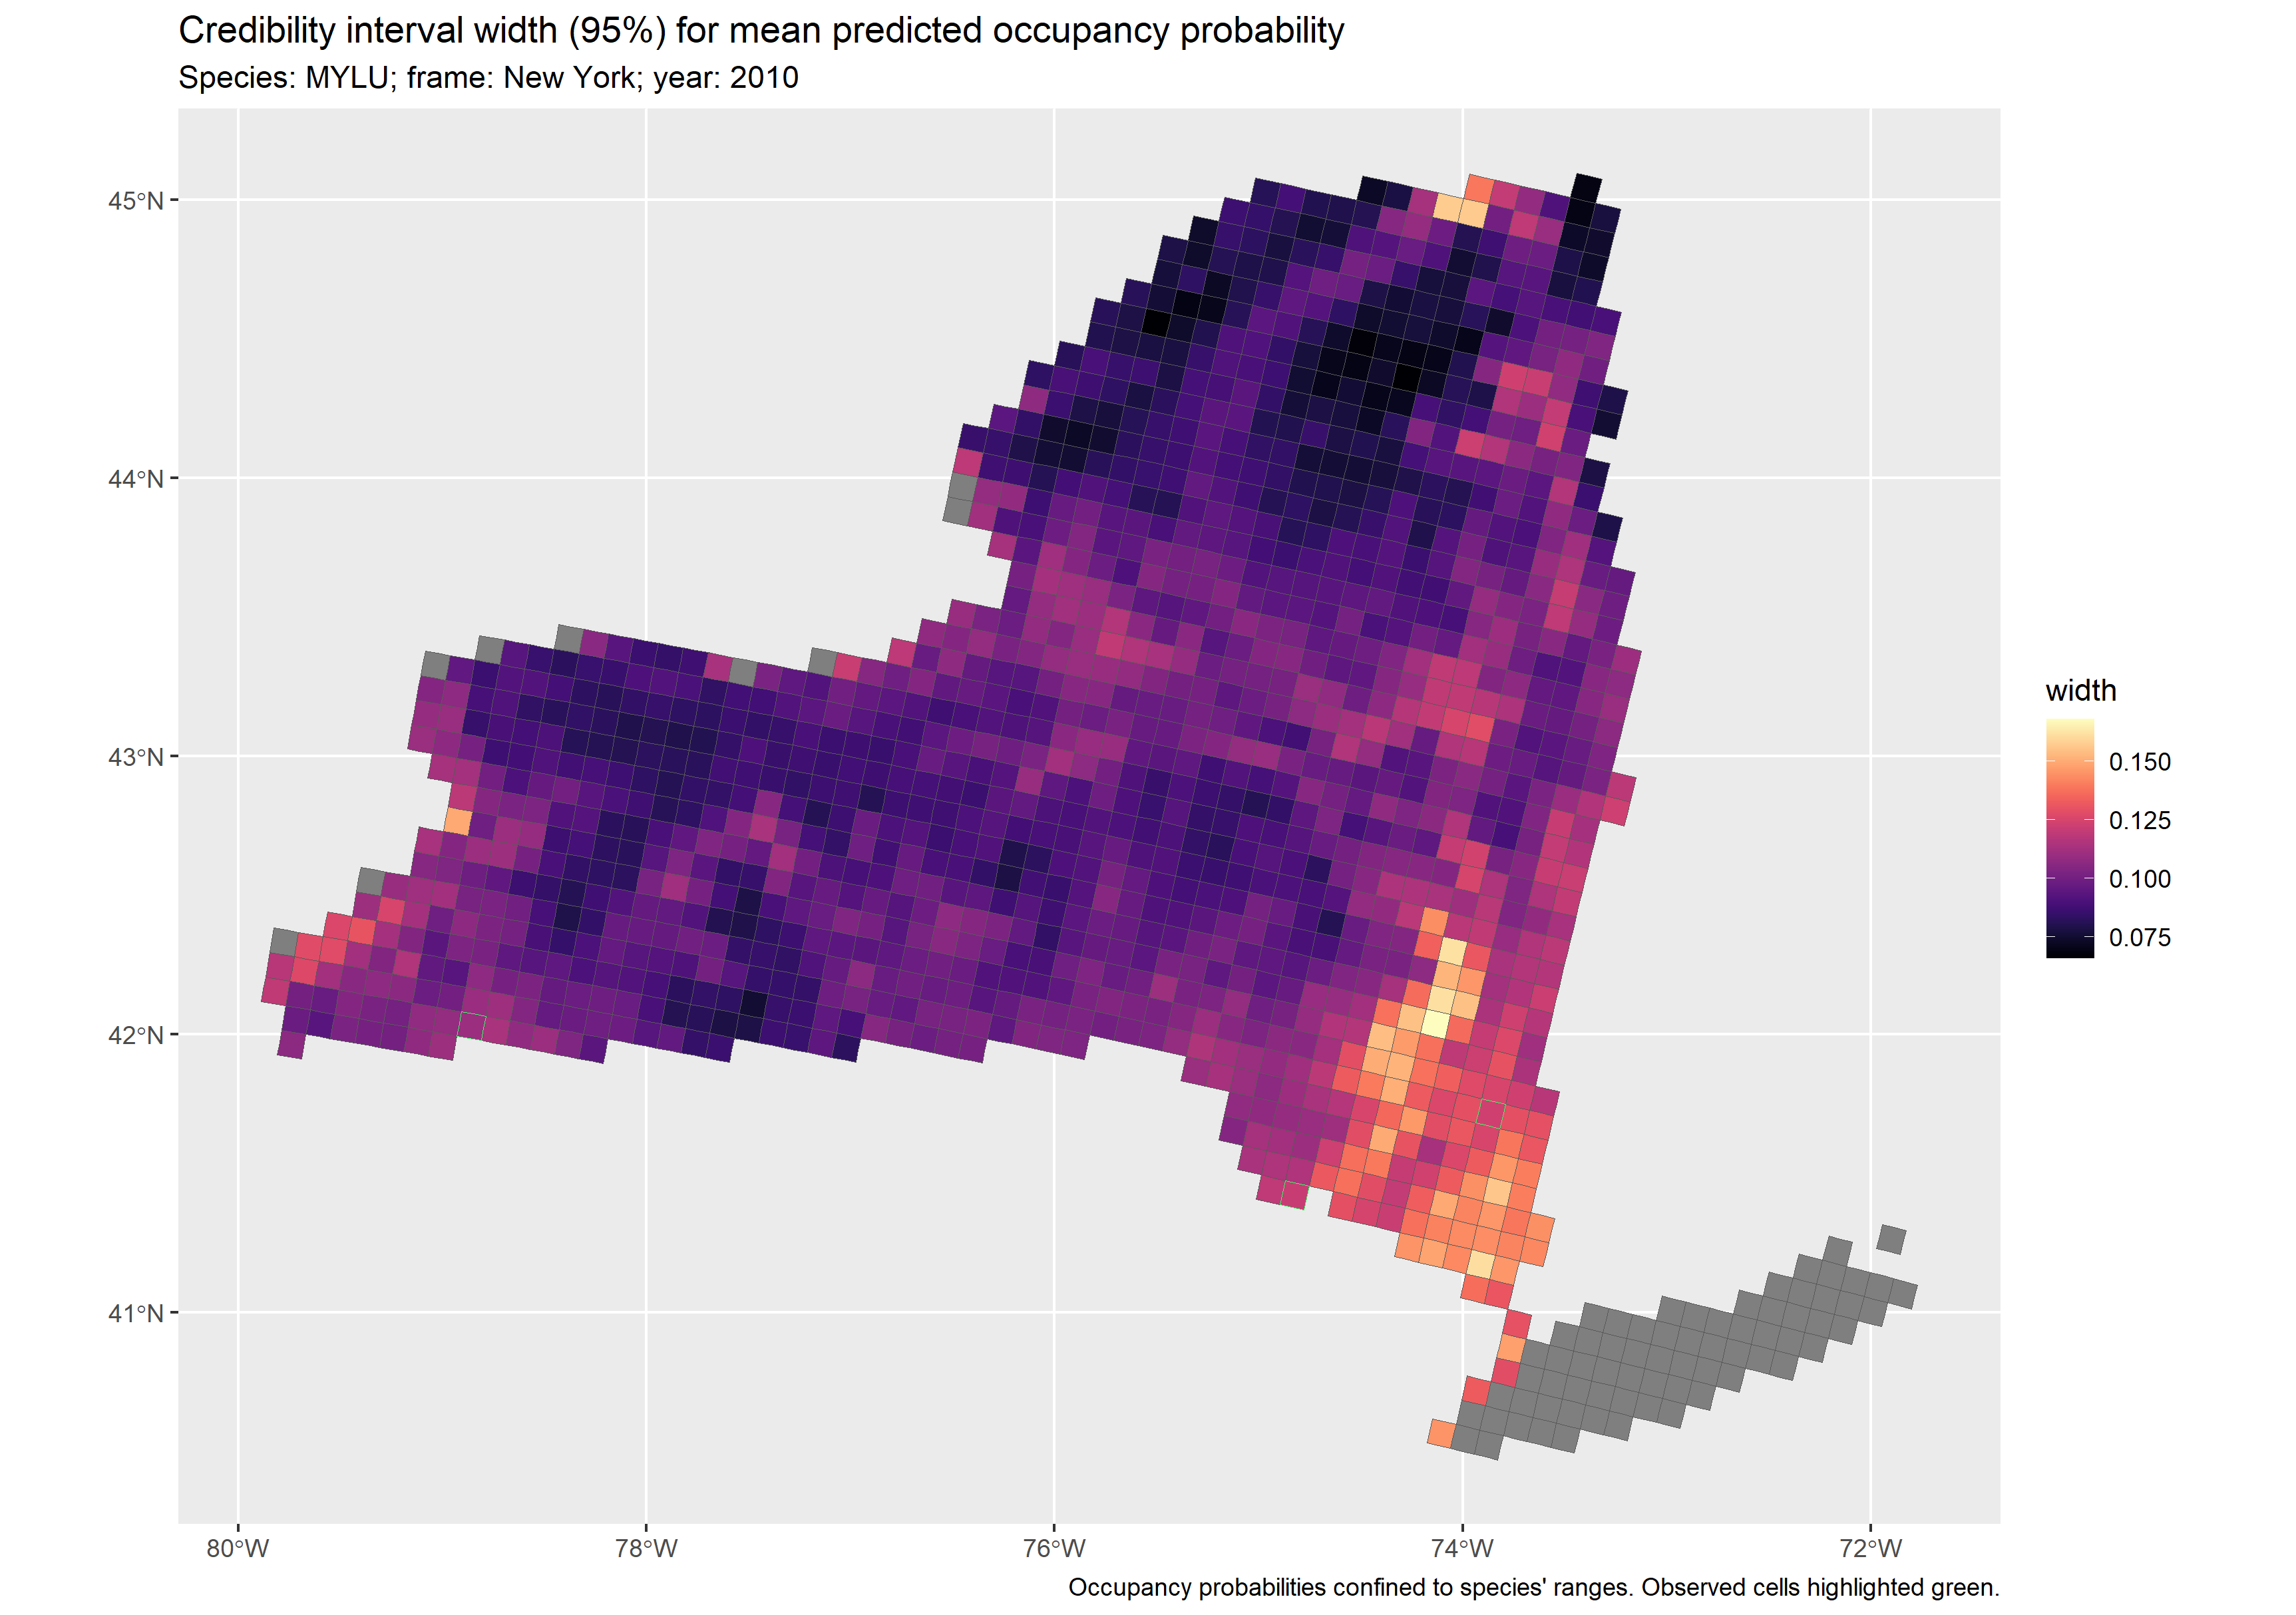 Credibility interval width (95%) for mean predicted occupancy probability
Species: MYLU; frame: New York; year: 2010
45°N
44°N
43°N
42°N
41°N
80°W
78°W
76°W
74°W
72°W
width
0.150
0.125
0.100
0.075
Occupancy probabilities confined to species' ranges. Observed cells highlighted green.